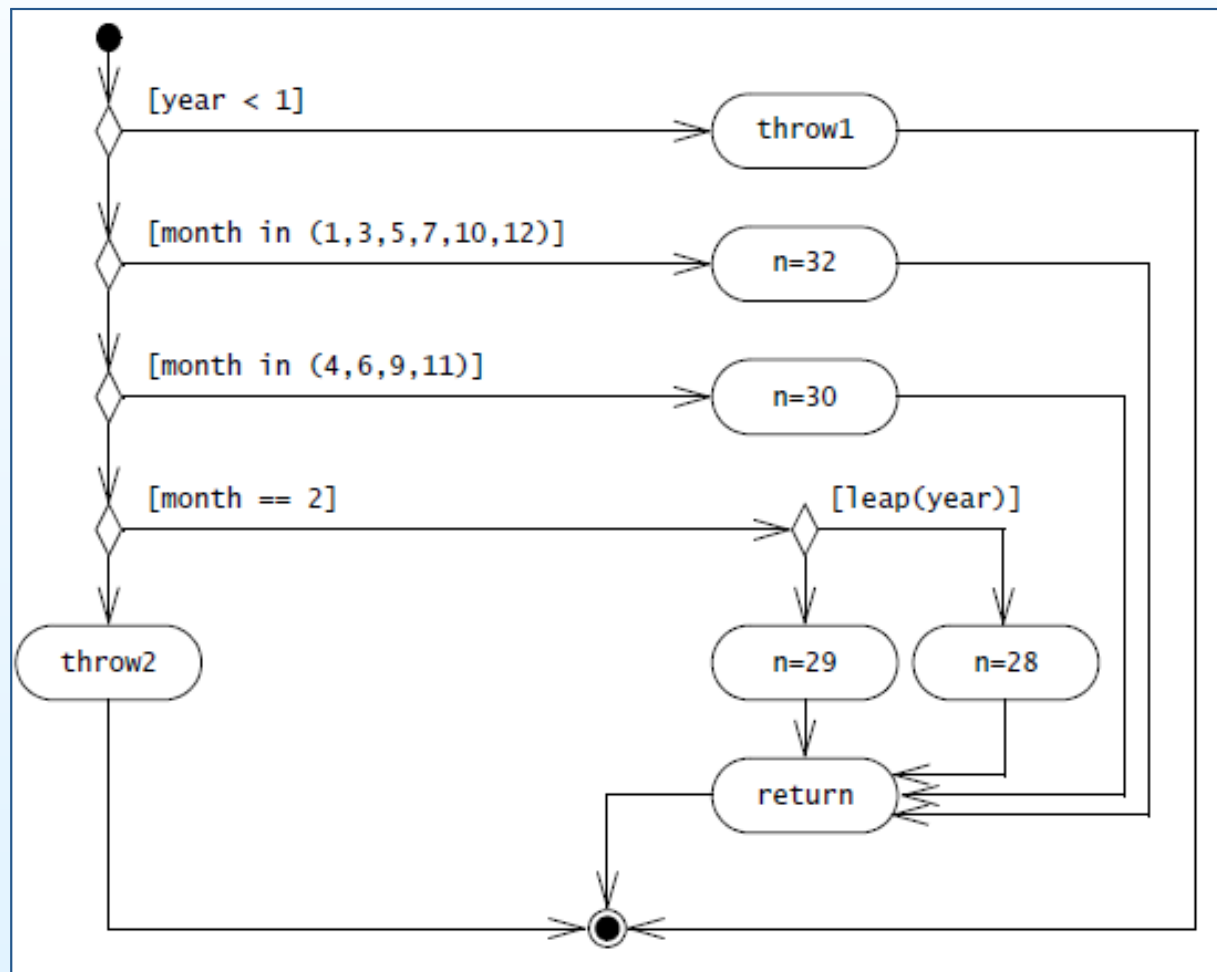 [year < 1]
throw1
[month in (1,3,5,7,10,12)]
n=32
[month in (4,6,9,11)]
n=30
[month == 2]
[leap(year)]
throw2
n=29
n=28
return